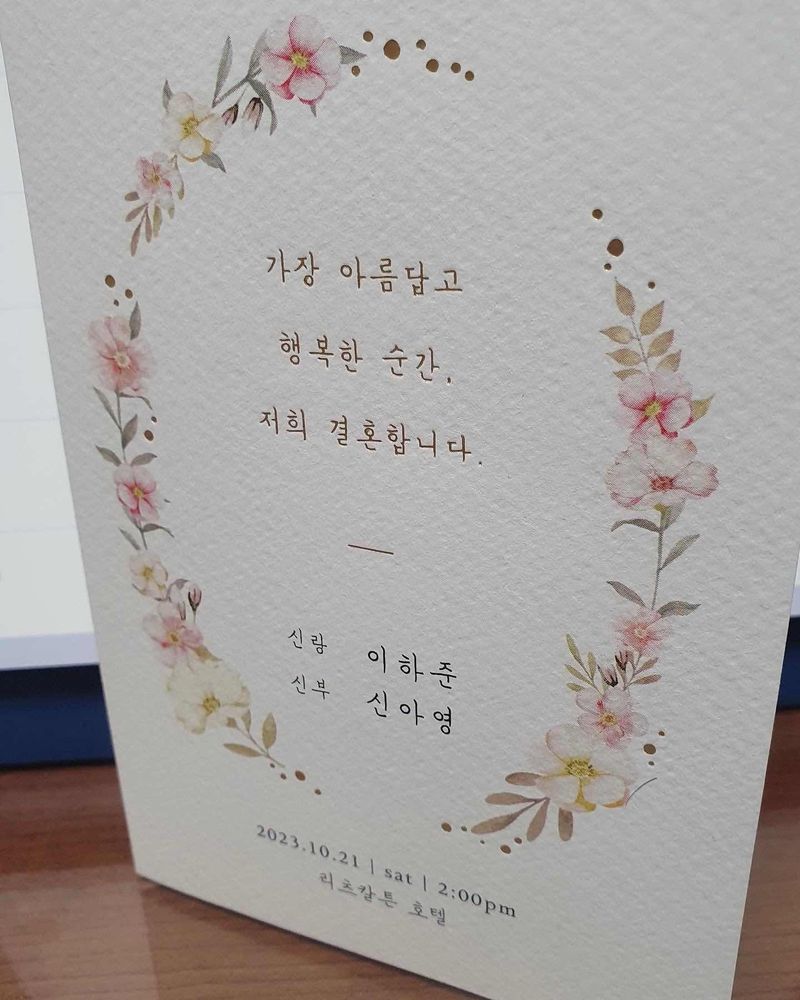 가장 아름답고
행복한 순간,
저희 결혼합니다.
신랑 이하준
신부 신아영
2023.10.21 | sat | 2:00pm
리츠칼튼 호텔